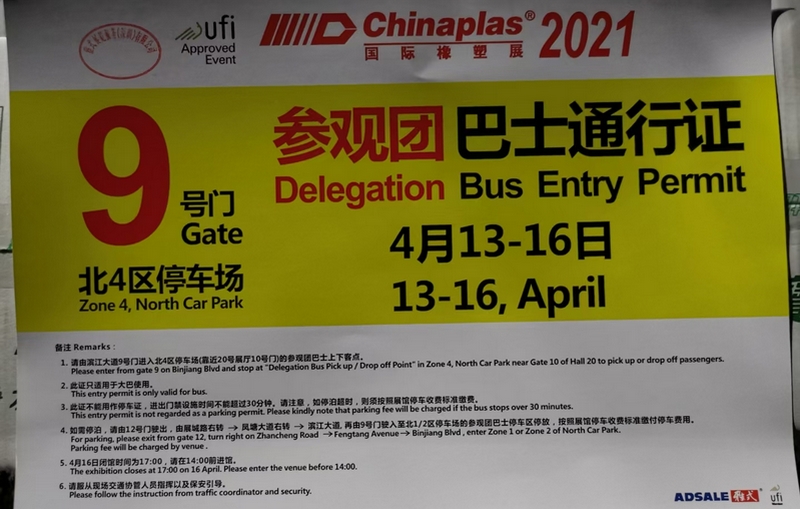 ufi
Approved
Event
Chinaplas® 2021
国际橡塑展
9
号门
Gate
北4区停车场
Zone 4, North Car Park
参观团 巴士通行证
Delegation Bus Entry Permit
4月13-16日
13-16, April
备注 Remarks :
1. 请由滨江大道9号门进入北4区停车场(靠近20号展厅10号门)的参观团巴士上下客点。
Please enter from gate 9 on Binjiang Blvd and stop at "Delegation Bus Pick up / Drop off Point" in Zone 4, North Car Park near Gate 10 of Hall 20 to pick up or drop off passengers.
2. 此证只适用于大巴使用。
This entry permit is only valid for bus.
3. 此证不能用作停车证，进出门禁设施时间不能超过30分钟。请注意，如停泊超时，则须按照展馆停车收费标准缴费。
This entry permit is not regarded as a parking permit. Please kindly note that parking fee will be charged if the bus stops over 30 minutes.
4. 如需停泊，请由12号门驶出，由展城路右转 → 凤塘大道右转 → 滨江大道, 再由9号门驶入至北1/2区停车场的参观团巴士停车区停放，按照展馆停车收费标准缴付停车费用。
For parking, please exit from gate 12, turn right on Zhancheng Road → Fengtang Avenue → Binjiang Blvd , enter Zone 1 or Zone 2 of North Car Park.
Parking fee will be charged by venue .
5. 4月16日闭馆时间为17:00，请在14:00前进馆。
The exhibition closes at 17:00 on 16 April. Please enter the venue before 14:00.
6. 请服从现场交通协管人员指挥以及保安引导。
Please follow the instruction from traffic coordinator and security.
ADSALE 雅式® ufi